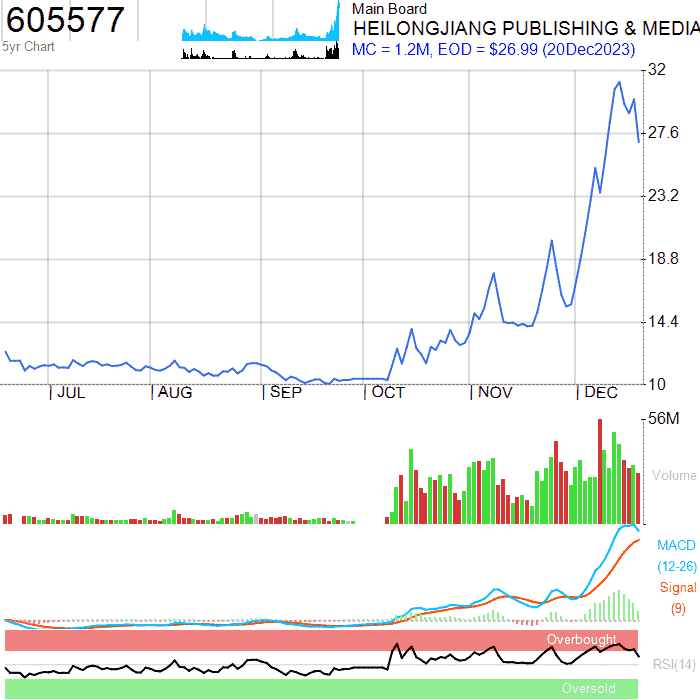 605577
5yr Chart
Main Board
HEILONGJIANG PUBLISHING & MEDIA
MC = 1.2M, EOD = $26.99 (20Dec2023)
32
27.6
23.2
18.8
14.4
10
JUL AUG SEP OCT NOV DEC
56M
Volume
MACD
(12-26)
Signal
(9)
Overbought
RSI(14)
Oversold